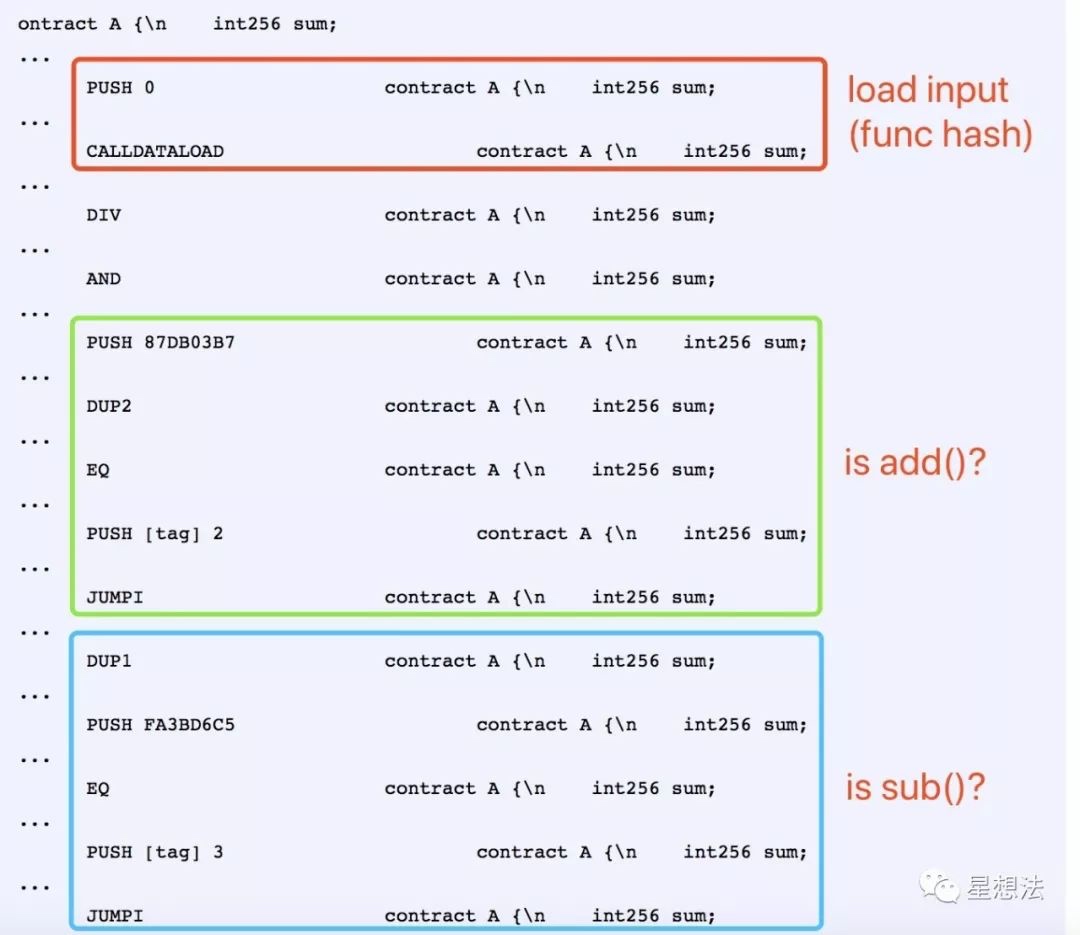 ontract A {\n    int256 sum;
...
PUSH 0    contract A {\n    int256 sum;
load input
(func hash)
...
CALLDATALOAD    contract A {\n    int256 sum;
...
DIV    contract A {\n    int256 sum;
...
AND    contract A {\n    int256 sum;
...
PUSH 87DB03B7    contract A {\n    int256 sum;
...
DUP2    contract A {\n    int256 sum;
...
EQ    contract A {\n    int256 sum;
is add()?
...
PUSH [tag] 2    contract A {\n    int256 sum;
...
JUMPI    contract A {\n    int256 sum;
...
DUP1    contract A {\n    int256 sum;
...
PUSH FA3BD6C5    contract A {\n    int256 sum;
...
EQ    contract A {\n    int256 sum;
is sub()?
...
PUSH [tag] 3    contract A {\n    int256 sum;
...
JUMPI    contract A {\n    int256 sum;
星想法